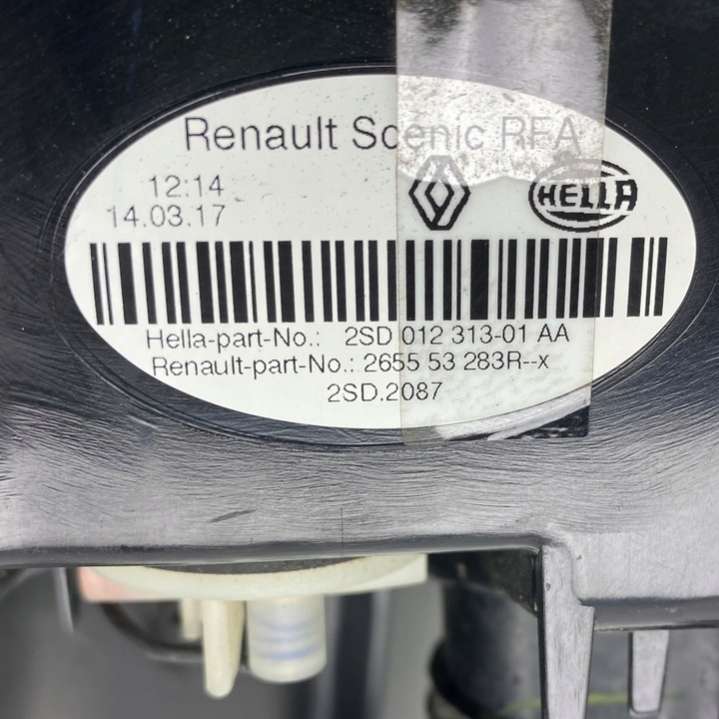 Renault Scenic RFA
12:14
14.03.17
HELLA
Hella-part-No.: 2SD 012 313-01 AA
Renault-part-No.: 2655 53 283R--x
2SD.2087